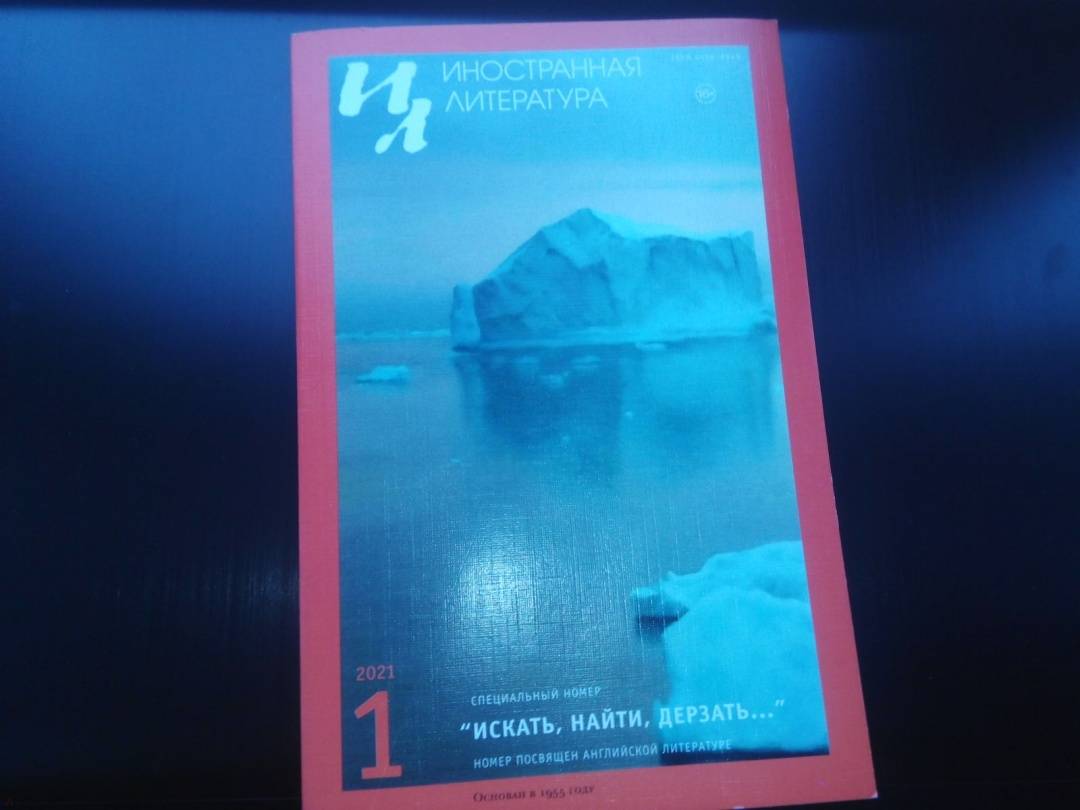 ИЛ
ИНОСТРАННАЯ
ЛИТЕРАТУРА
16+
2021
1
СПЕЦИАЛЬНЫЙ НОМЕР
“ИСКАТЬ, НАЙТИ, ДЕРЗАТЬ...”
НОМЕР ПОСВЯЩЕН АНГЛИЙСКОЙ ЛИТЕРАТУРЕ
Основан в 1955 году